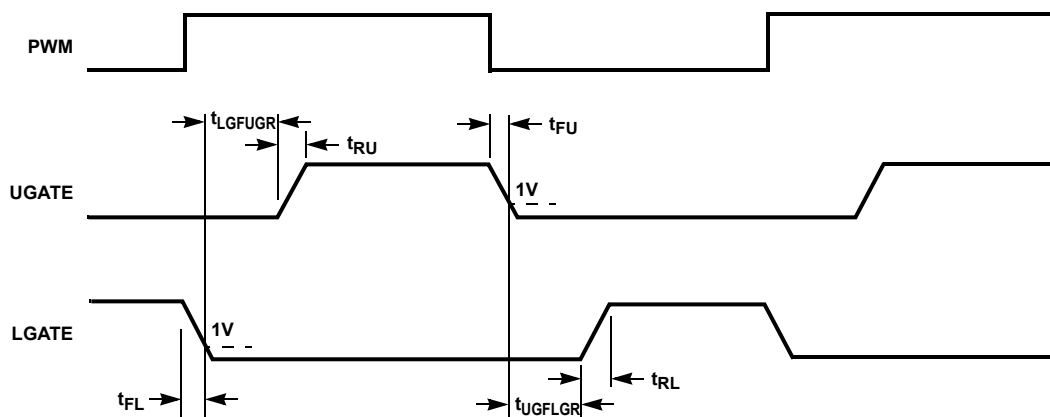 PWM
tLGFUGR
tRU
tFU
UGATE
1V
LGATE
1V
tFL
tUGFLGR
tRL